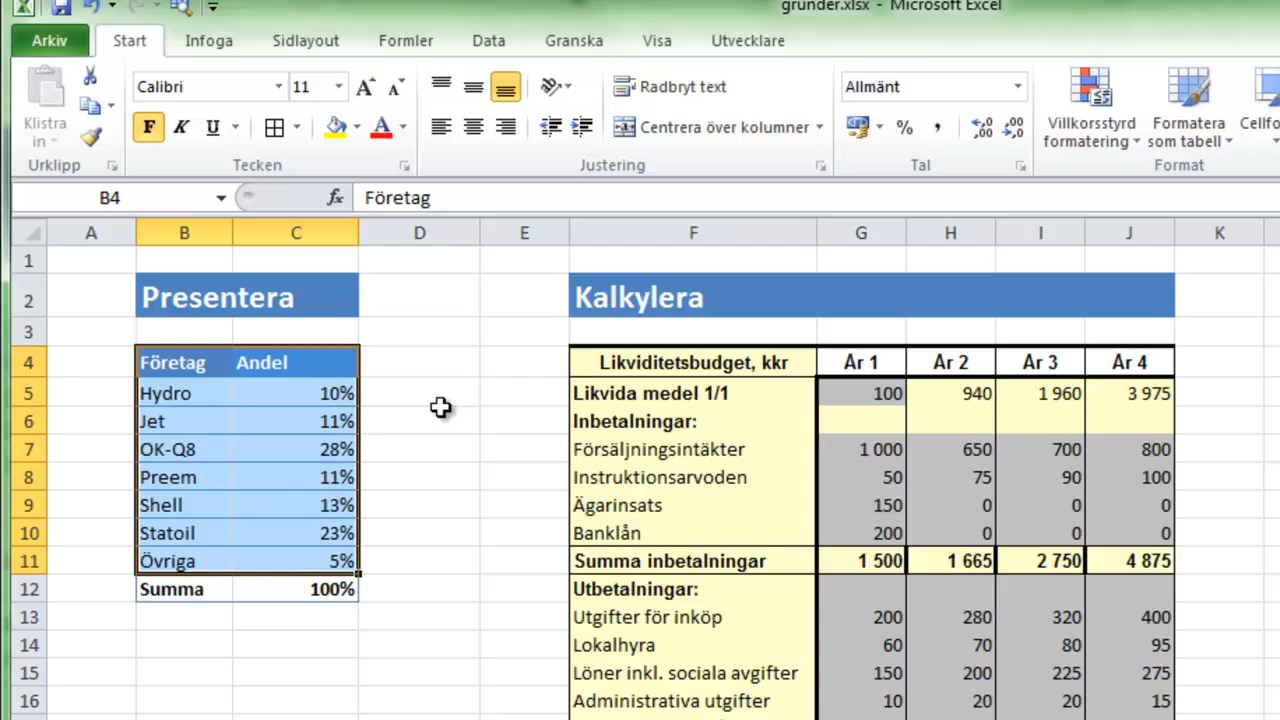 grunder.xlsx - Microsoft Excel
Arkiv Start Infoga Sidlayout Formler Data Granska Visa Utvecklare
Calibri 11 Radbryt text Allmänt
Klistra in
F K U Centrera över kolumner % , ,00 ,00
Villkorsstyrd formatering Formatera som tabell
Urklipp Tecken Justering Tal Format
B4 fx Företag
A B C D E F G H I J K
1
2 Presentera Kalkylera
3
4 Företag Andel Likviditetsbudget, kkr År 1 År 2 År 3 År 4
5 Hydro 10% Likvida medel 1/1 100 940 1 960 3 975
6 Jet 11% Inbetalningar:
7 OK-Q8 28% Försäljningsintäkter 1 000 650 700 800
8 Preem 11% Instruktionsarvoden 50 75 90 100
9 Shell 13% Ägarinsats 150 0 0 0
10 Statoil 23% Banklån 200 0 0 0
11 Övriga 5% Summa inbetalningar 1 500 1 665 2 750 4 875
12 Summa 100% Utbetalningar:
13 Utgifter för inköp 200 280 320 400
14 Lokalhyra 60 70 80 95
15 Löner inkl. sociala avgifter 150 200 225 275
16 Administrativa utgifter 10 20 20 15